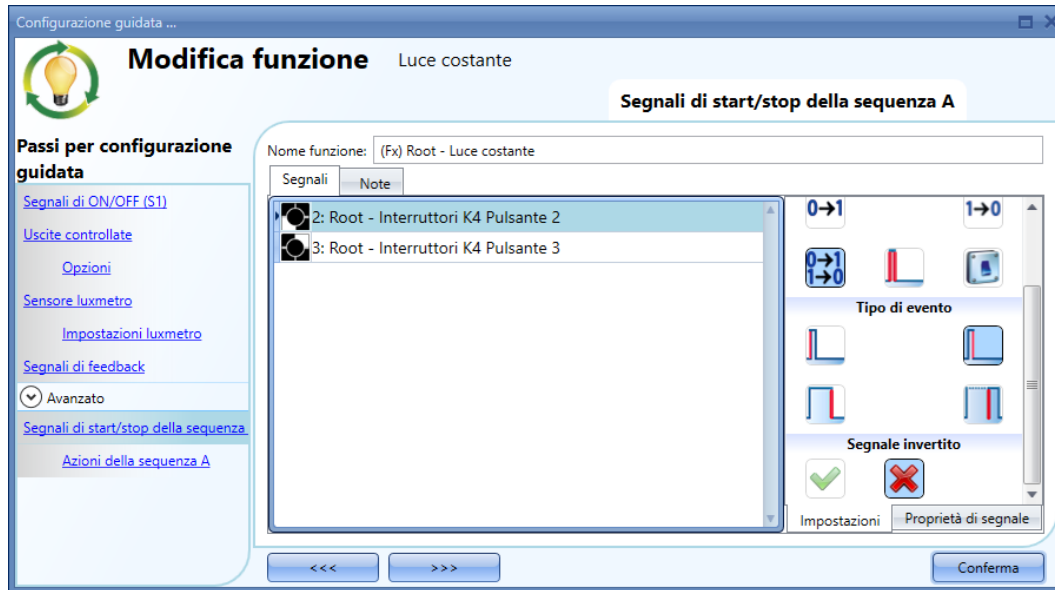 Configurazione guidata ...
Modifica funzione Luce costante
Segnali di start/stop della sequenza A
Passi per configurazione
guidata
Segnali di ON/OFF (S1)
Uscite controllate
Opzioni
Sensore luxmetro
Impostazioni luxmetro
Segnali di feedback
Avanzato
Segnali di start/stop della sequenza
Azioni della sequenza A
Nome funzione: (Fx) Root - Luce costante
Segnali Note
2: Root - Interruttori K4 Pulsante 2
3: Root - Interruttori K4 Pulsante 3
0→1 1→0
0→1
1→0
Tipo di evento
Segnale invertito
Impostazioni Proprietà di segnale
<<< >>> Conferma